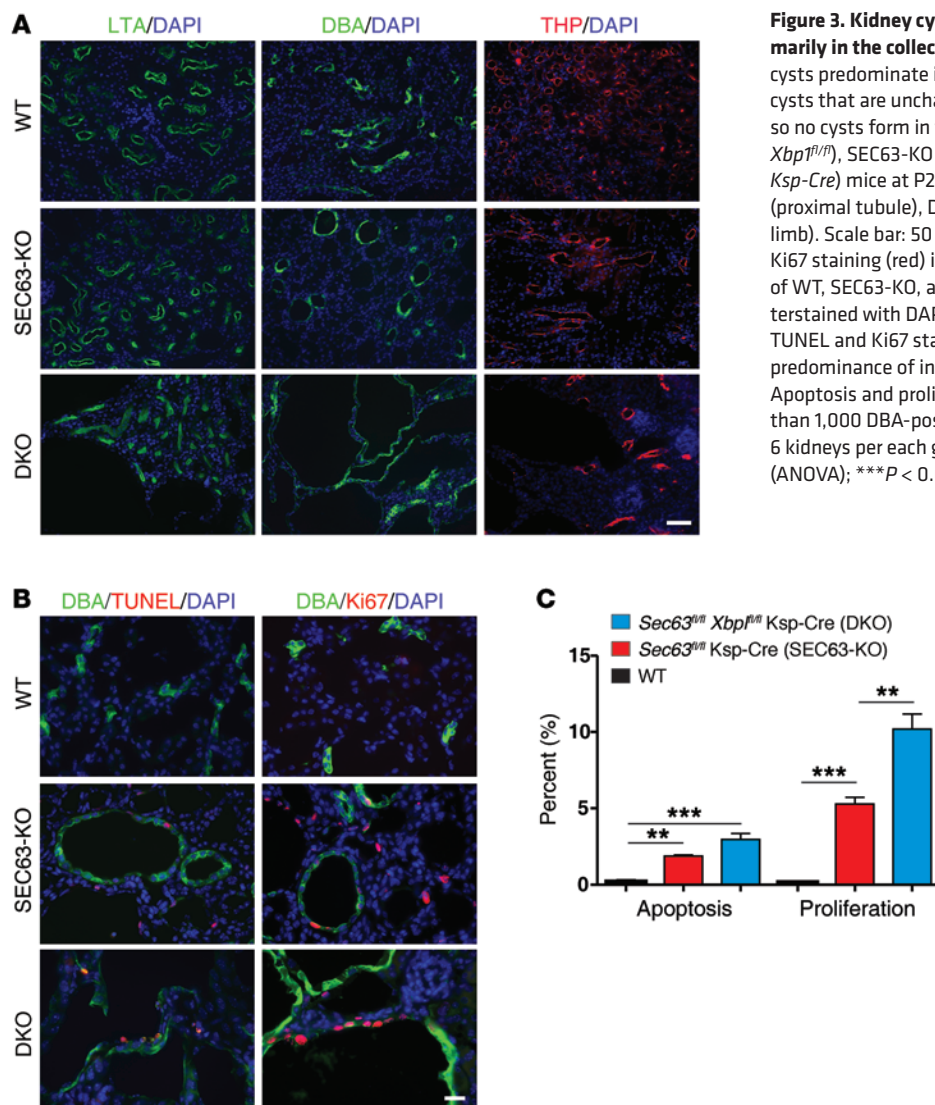 A
LTA/DAPI
DBA/DAPI
THP/DAPI
WT
SEC63-KO
DKO
Figure 3. Kidney cy
marily in the collec
cysts predominate i
cysts that are uncha
so no cysts form in
Xbp1fl/fl), SEC63-KO
Ksp-Cre) mice at P2
(proximal tubule), D
limb). Scale bar: 50
Ki67 staining (red) i
of WT, SEC63-KO, a
terstained with DAP
TUNEL and Ki67 sta
predominance of in
Apoptosis and proli
than 1,000 DBA-pos
6 kidneys per each g
(ANOVA); ***P < 0.
B
DBA/TUNEL/DAPI
DBA/Ki67/DAPI
WT
SEC63-KO
DKO
C
Sec63fl/fl Xbpifl/fl Ksp-Cre (DKO)
Sec63fl/fl Ksp-Cre (SEC63-KO)
WT
Percent (%)
15
10
5
0
**
***
***
**
Apoptosis
Proliferation